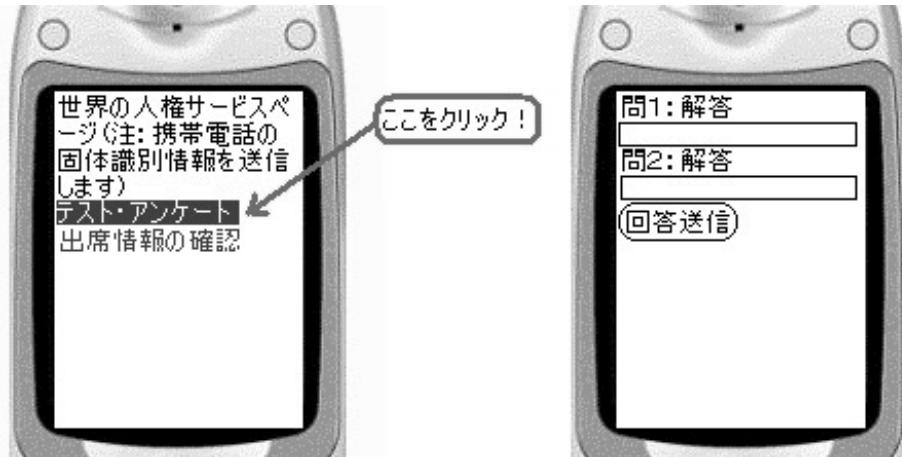 世界の人権サービスペ
ージ(注:携帯電話の
固体識別情報を送信
します)
テスト・アンケート
出席情報の確認
ここをクリック!
問1:解答
問2:解答
回答送信